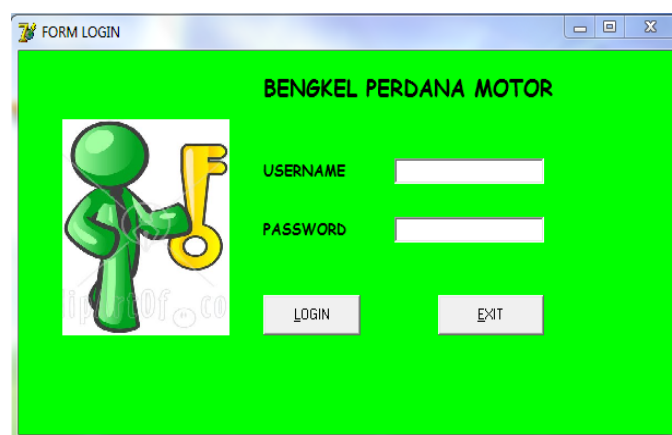 FORM LOGIN
BENGKEL PERDANA MOTOR
USERNAME
PASSWORD
LOGIN
EXIT